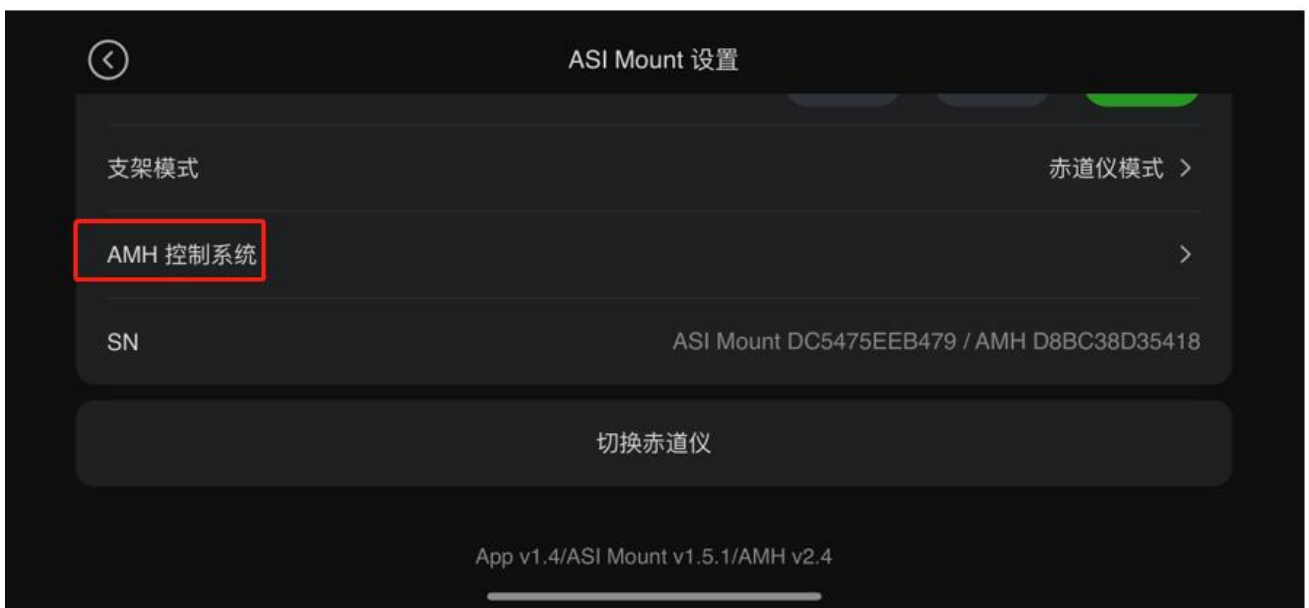 ASI Mount 设置
支架模式
赤道仪模式
AMH 控制系统
SN
ASI Mount DC5475EEB479 / AMH D8BC38D35418
切换赤道仪
App v1.4/ASI Mount v1.5.1/AMH v2.4